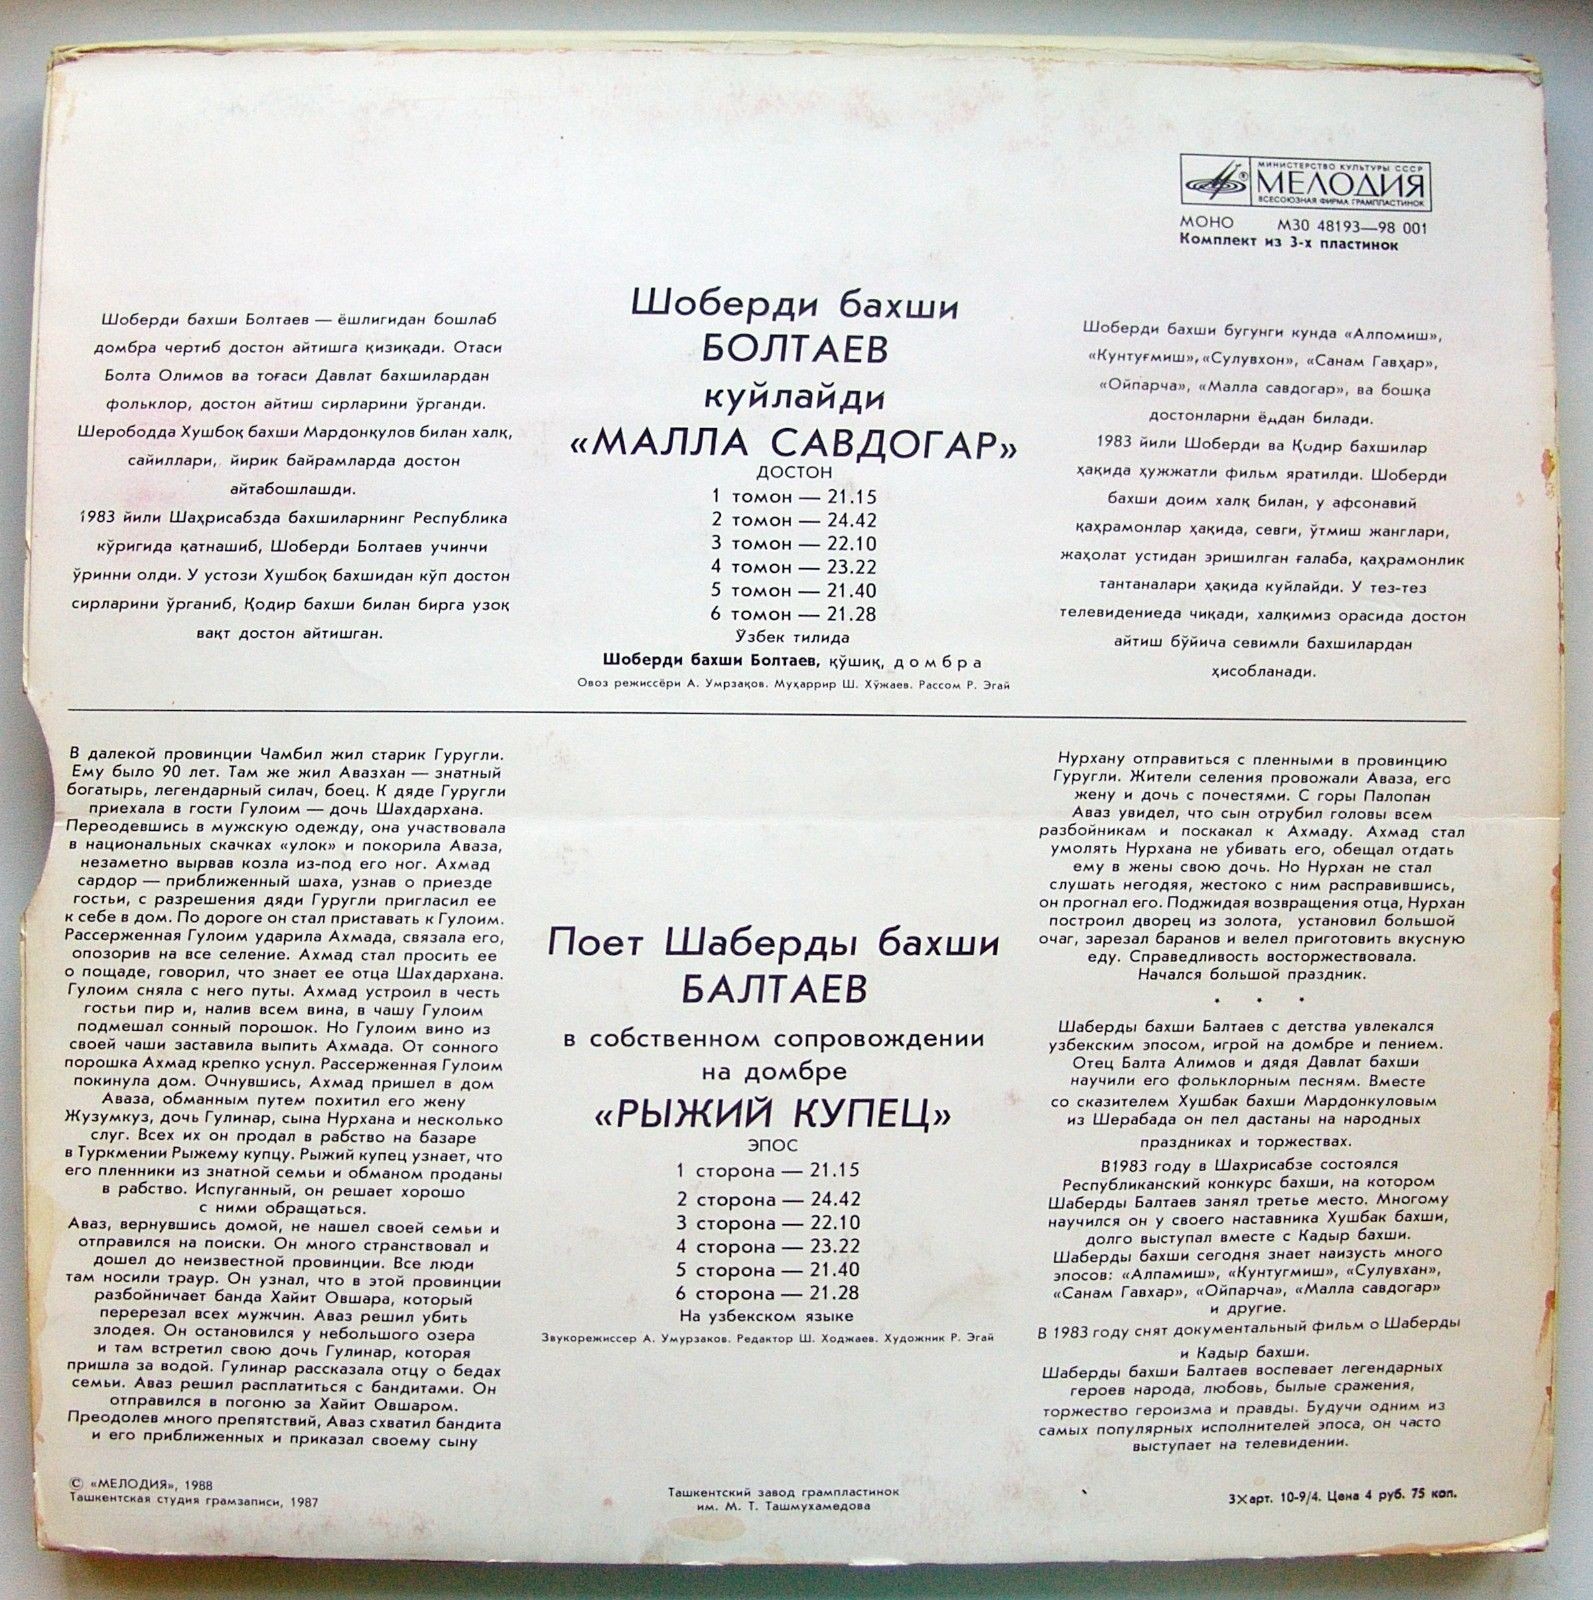 МИНИСТЕРСТВО КУЛЬТУРЫ СССР
МЕЛОДИЯ
ВСЕСОЮЗНАЯ ФИРМА ГРАМПЛАСТИНОК
МОНО М30 48193—98 001
Комплект из 3-х пластинок
Шоберди бахши Болтаев — ёшлигидан бошлаб
домбра чертиб достон айтишга қизиқади. Отаси
Болта Олимов ва тоғаси Давлат бахшилардан
фольклор, достон айтиш сирларини ўрганди.
Шерободда Хушбоқ бахши Мардонқулов билан халқ,
сайиллари, йирик байрамларда достон
айтабошлашди.
1983 йили Шаҳрисабзда бахшиларнинг Республика
кўригида қатнашиб, Шоберди Болтаев учинчи
ўринни олди. У устози Хушбоқ бахшидан кўп достон
сирларини ўрганиб, Қодир бахши билан бирга узоқ
вақт достон айтишган.
Шоберди бахши
БОЛТАЕВ
куйлайди
«МАЛЛА САВДОГАР»
ДОСТОН
1 томон — 21.15
2 томон — 24.42
3 томон — 22.10
4 томон — 23.22
5 томон — 21.40
6 томон — 21.28
Ўзбек тилида
Шоберди бахши Болтаев, қўшиқ, домбра
Овоз режиссёри А. Умрзақов. Муҳаррир Ш. Хўжаев. Рассом Р. Эгай
Шоберди бахши бугунги кунда «Алпомиш»,
«Кунтуғмиш», «Сулувхон», «Санам Гавҳар»,
«Ойпарча», «Малла савдогар», ва бошқа
достонларни ёддан билади.
1983 йили Шоберди ва Қодир бахшилар
ҳақида ҳужжатли фильм яратилди. Шоберди
бахши доим халқ билан, у афсонавий
қаҳрамонлар ҳақида, севги, ўтмиш жанглари,
жаҳолат устидан эришилган ғалаба, қаҳрамонлик
тантаналари ҳақида куйлайди. У тез-тез
телевидениеда чиқади, халқимиз орасида достон
айтиш бўйича севимли бахшилардан
ҳисобланади.
В далекой провинции Чамбил жил старик Гуругли.
Ему было 90 лет. Там же жил Авазхан — знатный
богатырь, легендарный силач, боец. К дяде Гуругли
приехала в гости Гулоим — дочь Шахдархана.
Переодевшись в мужскую одежду, она участвовала
в национальных скачках «улок» и покорила Аваза,
незаметно вырвав козла из-под его ног. Ахмад
сардор — приближенный шаха, узнав о приезде
гостьи, с разрешения дяди Гуругли пригласил ее
к себе в дом. По дороге он стал приставать к Гулоим.
Рассерженная Гулоим ударила Ахмада, связала его,
опозорив на все селение. Ахмад стал просить ее
о пощаде, говорил, что знает ее отца Шахдархана.
Гулоим сняла с него путы. Ахмад устроил в честь
гостьи пир и, налив всем вина, в чашу Гулоим
подмешал сонный порошок. Но Гулоим вино из
своей чаши заставила выпить Ахмада. От сонного
порошка Ахмад крепко уснул. Рассерженная Гулоим
покинула дом. Очнувшись, Ахмад пришел в дом
Аваза, обманным путем похитил его жену
Жузумкуз, дочь Гулинар, сына Нурхана и несколько
слуг. Всех их он продал в рабство на базаре
в Туркмении Рыжему купцу. Рыжий купец узнает, что
его пленники из знатной семьи и обманом проданы
в рабство. Испуганный, он решает хорошо
с ними обращаться.
Аваз, вернувшись домой, не нашел своей семьи и
отправился на поиски. Он много странствовал и
дошел до неизвестной провинции. Все люди
там носили траур. Он узнал, что в этой провинции
разбойничает банда Хайит Овшара, который
перерезал всех мужчин. Аваз решил убить
злодея. Он остановился у небольшого озера
и там встретил свою дочь Гулинар, которая
пришла за водой. Гулинар рассказала отцу о бедах
семьи. Аваз решил расплатиться с бандитами. Он
отправился в погоню за Хайит Овшаром.
Преодолев много препятствий, Аваз схватил бандита
и его приближенных и приказал своему сыну
Поет Шаберды бахши
БАЛТАЕВ
в собственном сопровождении
на домбре
«РЫЖИЙ КУПЕЦ»
ЭПОС
1 сторона — 21.15
2 сторона — 24.42
3 сторона — 22.10
4 сторона — 23.22
5 сторона — 21.40
6 сторона — 21.28
На узбекском языке
Звукорежиссер А. Умурзаков. Редактор Ш. Ходжаев. Художник Р. Эгай
Нурхану отправиться с пленными в провинцию
Гуругли. Жители селения провожали Аваза, его
жену и дочь с почестями. С горы Палопан
Аваз увидел, что сын отрубил головы всем
разбойникам и поскакал к Ахмаду. Ахмад стал
умолять Нурхана не убивать его, обещал отдать
ему в жены свою дочь. Но Нурхан не стал
слушать негодяя, жестоко с ним расправившись,
он прогнал его. Поджидая возвращения отца, Нурхан
построил дворец из золота, установил большой
очаг, зарезал баранов и велел приготовить вкусную
еду. Справедливость восторжествовала.
Начался большой праздник.
• • •
Шаберды бахши Балтаев с детства увлекался
узбекским эпосом, игрой на домбре и пением.
Отец Балта Алимов и дядя Давлат бахши
научили его фольклорным песням. Вместе
со сказителем Хушбак бахши Мардонкуловым
из Шерабада он пел дастаны на народных
праздниках и торжествах.
В1983 году в Шахрисабзе состоялся
Республиканский конкурс бахши, на котором
Шаберды Балтаев занял третье место. Многому
научился он у своего наставника Хушбак бахши,
долго выступал вместе с Кадыр бахши.
Шаберды бахши сегодня знает наизусть много
эпосов: «Алпамиш», «Кунтугмиш», «Сулувхан»,
«Санам Гавхар», «Ойпарча», «Малла савдогар»
и другие.
В 1983 году снят документальный фильм о Шаберды
и Кадыр бахши.
Шаберды бахши Балтаев воспевает легендарных
героев народа, любовь, былые сражения,
торжество героизма и правды. Будучи одним из
самых популярных исполнителей эпоса, он часто
выступает на телевидении.
© «МЕЛОДИЯ», 1988
Ташкентская студия грамзаписи, 1987
Ташкентский завод грампластинок
им. М. Т. Ташмухамедова
3Харт. 10-9/4. Цена 4 руб. 75 коп.